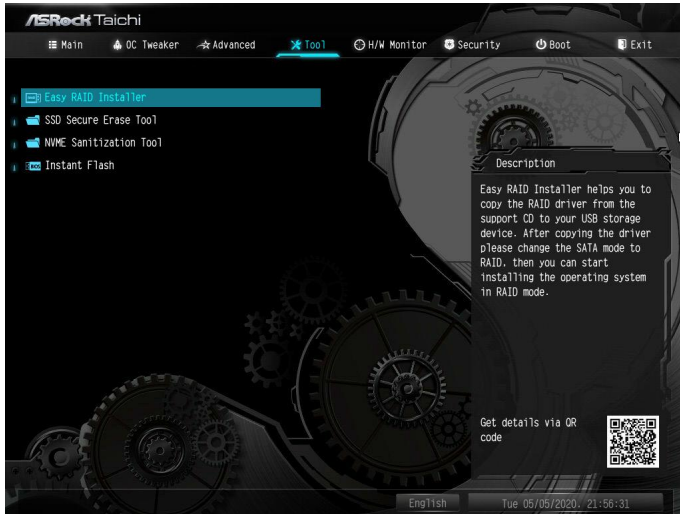 ASRock Taichi
Main OC Tweaker Advanced Tool H/W Monitor Security Boot Exit
Easy RAID Installer
SSD Secure Erase Tool
NVME Sanitization Tool
Instant Flash
Description
Easy RAID Installer helps you to
copy the RAID driver from the
support CD to your USB storage
device. After copying the driver
please change the SATA mode to
RAID, then you can start
installing the operating system
in RAID mode.
Get details via QR
code
English Tue 05/05/2020, 21:56:31